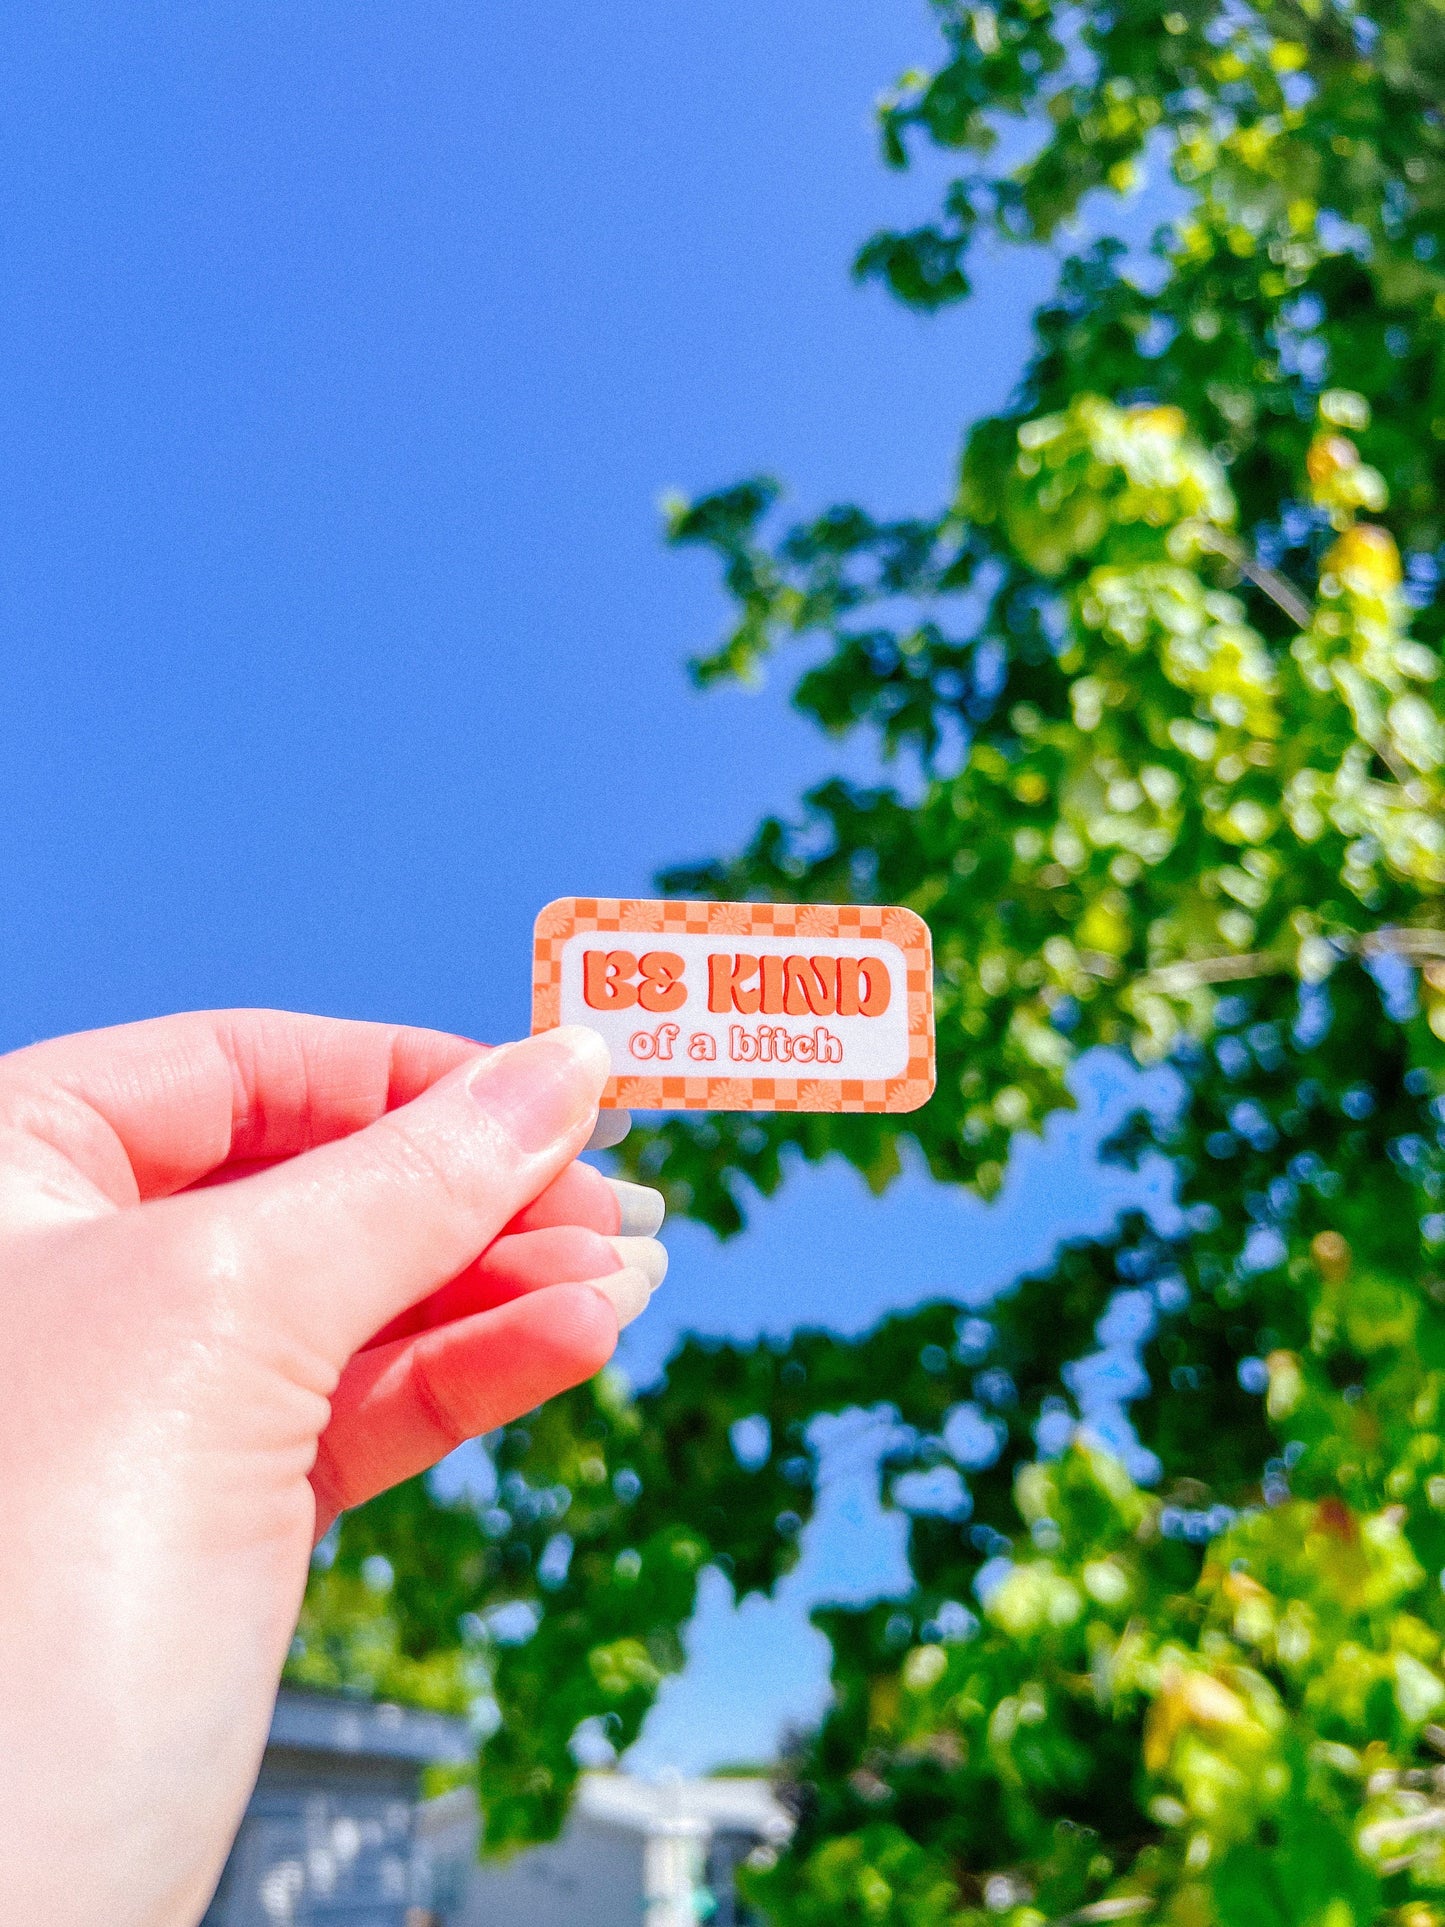 BE KIND
of a bitch